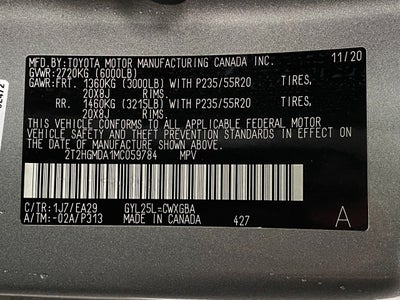 MFD.BY:TOYOTA MOTOR MANUFACTURING CANADA INC. 11/20
GVWR:2720KG (6000LB)
GAWR:FRT. 1360KG (3000LB) WITH P235/55R20 TIRES,
20X8J RIMS.
RR. 1460KG (3215LB) WITH P235/55R20 TIRES,
20X8J RIMS.
THIS VEHICLE CONFORMS TO ALL APPLICABLE FEDERAL MOTOR
VEHICLE SAFETY AND THEFT PREVENTION STANDARDS IN EFFECT ON
THE DATE OF MANUFACTURE SHOWN ABOVE.
2T2HGMDA1MC059784 MPV
C/TR: 1J7/EA29 GYL25L-CWXGBA
A/TM: -02A/P313 MADE IN CANADA 427 A